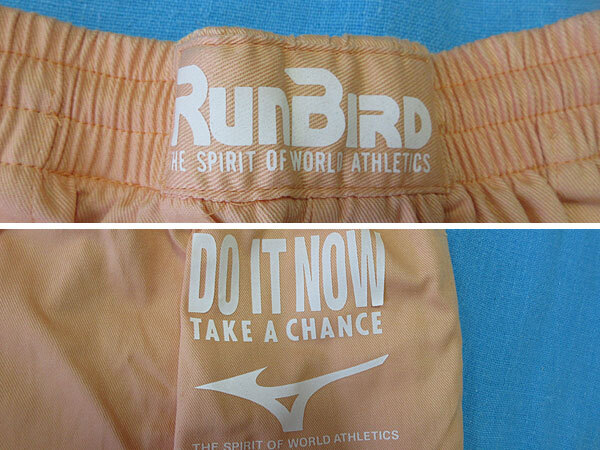 RunBird
THE SPIRIT OF WORLD ATHLETICS
DO IT NOW
TAKE A CHANCE
THE SPIRIT OF WORLD ATHLETICS